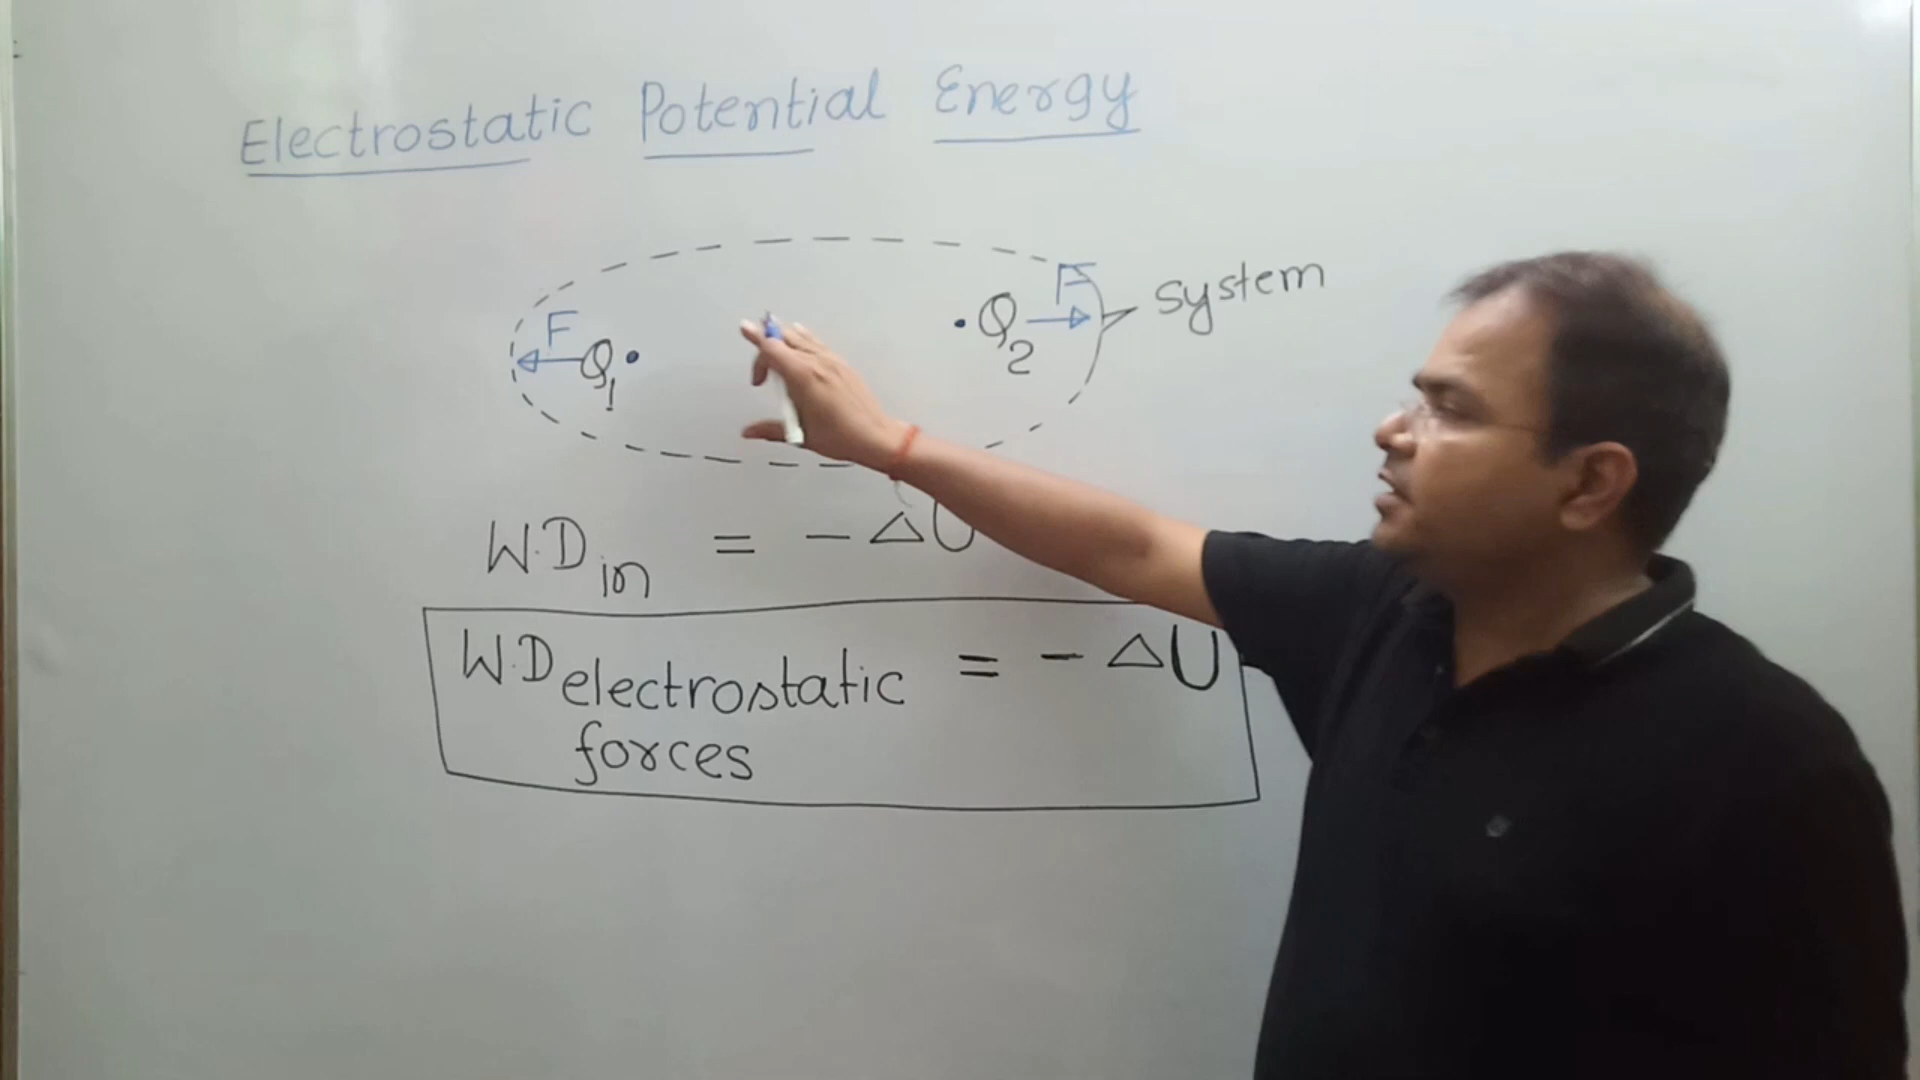 Electrostatic Potential Energy
F Q1
Q2 F
system
W.D in = - ΔU
W.D electrostatic = - ΔU
forces